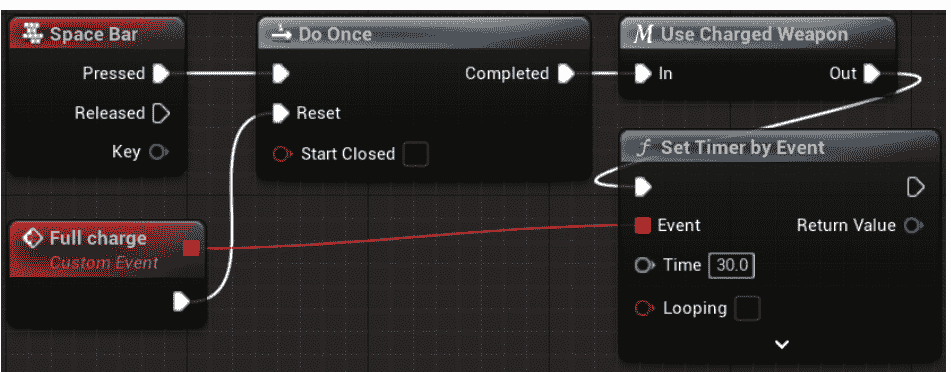 Space Bar
Pressed
Released
Key
Do Once
Completed
Reset
Start Closed
M Use Charged Weapon
In
Out
Full charge
Custom Event
f Set Timer by Event
Event
Return Value
Time 30.0
Looping